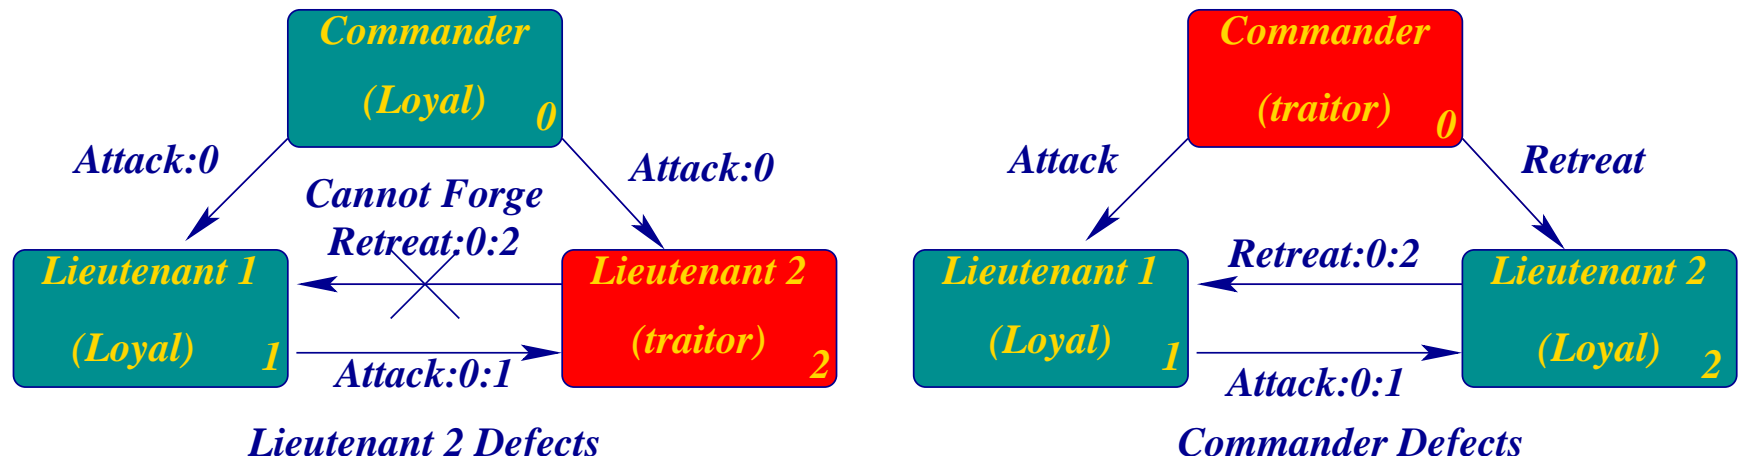 Commander
(Loyal)
0
Attack:0
Attack:0
Cannot Forge
Retreat:0:2
Lieutenant 1
(Loyal)
1
Lieutenant 2
(traitor)
2
Attack:0:1
Lieutenant 2 Defects
Commander
(traitor)
0
Attack
Retreat
Retreat:0:2
Lieutenant 1
(Loyal)
1
Lieutenant 2
(Loyal)
2
Attack:0:1
Commander Defects